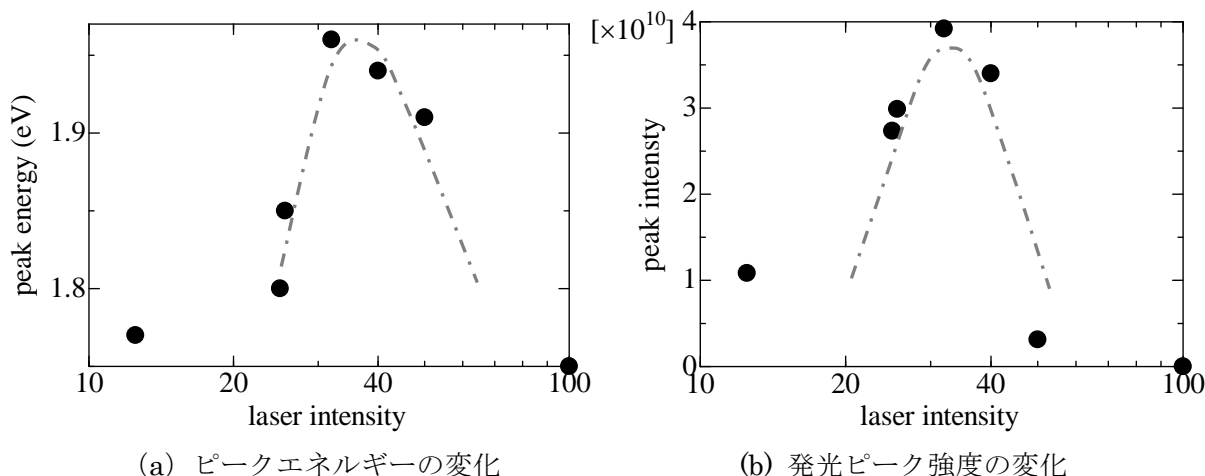 peak energy (eV)
1.9
1.8
10
20
40
100
laser intensity
(a) ピークエネルギーの変化
[×10¹⁰]
peak intensty
4
3
2
1
0
10
20
40
100
laser intensity
(b) 発光ピーク強度の変化